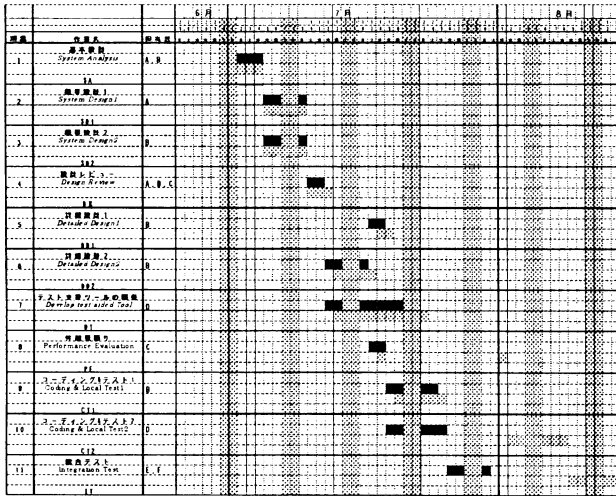 6月 7月 8月
項番 作業名 担当者
1 基本設計 A,B
System Analysis
SA
2 概要設計1 A
System Design1
SD1
3 概要設計2 B
System Design2
SD2
4 設計レビュー A,B,C
Design Review
DR
5 詳細設計1 B
Detailed Design1
DD1
6 詳細設計2 D
Detailed Design2
DD2
7 テスト支援ツールの開発 D
Develop test aided Tool
DT
8 性能見積り C
Performance Evaluation
PE
9 コーディング&テスト1 B
Coding & Local Test1
CT1
10 コーディング&テスト2 D
Coding & Local Test2
CT2
11 総合テスト E,F
Integration Test
IT